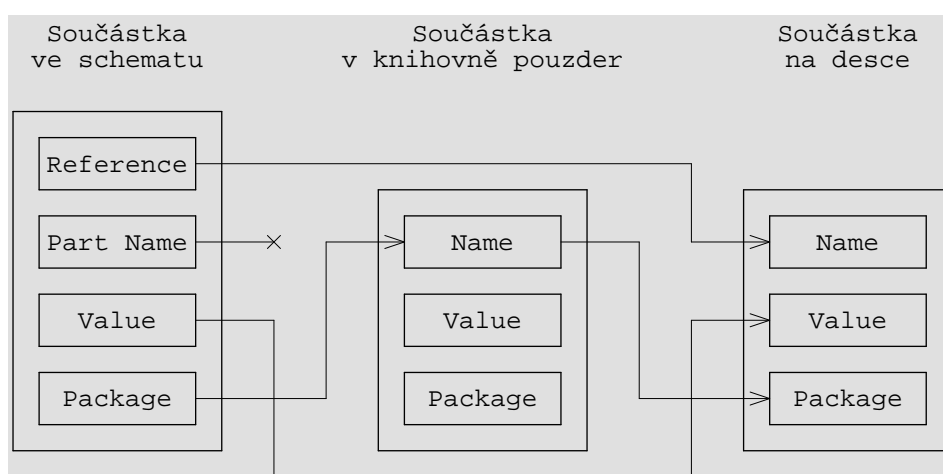 Součástka
ve schematu
Součástka
v knihovně pouzder
Součástka
na desce
Reference
Part Name
Value
Package
Name
Value
Package
Name
Value
Package